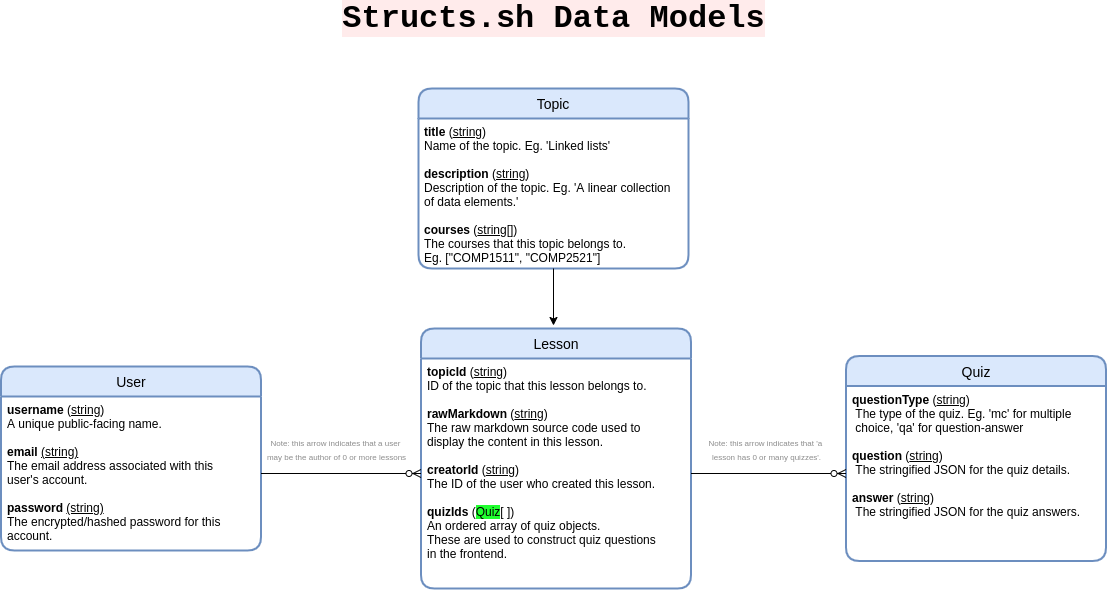 Structs.sh Data Models
Topic
title (string)
Name of the topic. Eg. 'Linked lists'
description (string)
Description of the topic. Eg. 'A linear collection
of data elements.'
courses (string[])
The courses that this topic belongs to.
Eg. ["COMP1511", "COMP2521"]
User
username (string)
A unique public-facing name.
email (string)
The email address associated with this
user's account.
password (string)
The encrypted/hashed password for this
account.
Note: this arrow indicates that a user
may be the author of 0 or more lessons
Lesson
topicId (string)
ID of the topic that this lesson belongs to.
rawMarkdown (string)
The raw markdown source code used to
display the content in this lesson.
creatorId (string)
The ID of the user who created this lesson.
quizIds (Quiz[ ])
An ordered array of quiz objects.
These are used to construct quiz questions
in the frontend.
Note: this arrow indicates that 'a
lesson has 0 or many quizzes'.
Quiz
questionType (string)
The type of the quiz. Eg. 'mc' for multiple
choice, 'qa' for question-answer
question (string)
The stringified JSON for the quiz details.
answer (string)
The stringified JSON for the quiz answers.